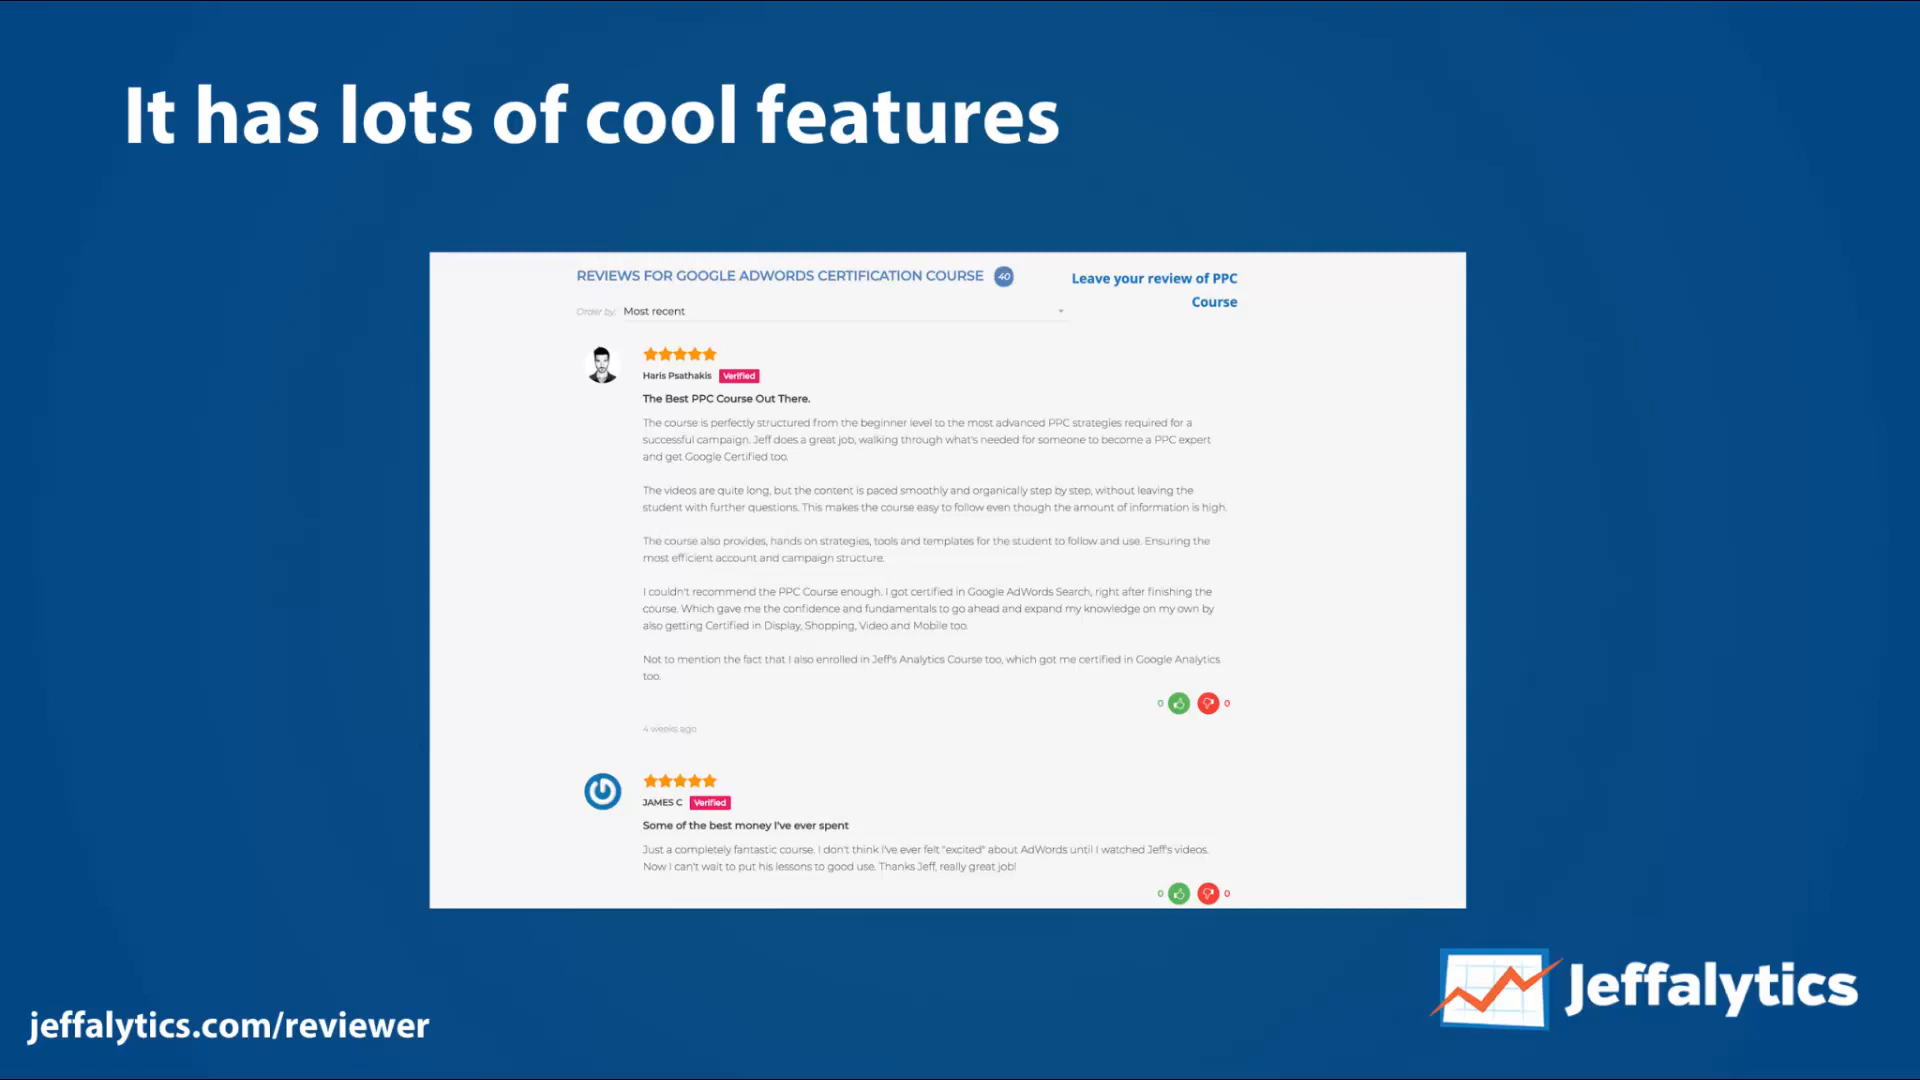 It has lots of cool features
REVIEWS FOR GOOGLE ADWORDS CERTIFICATION COURSE 40
Leave your review of PPC
Course
Order by: Most recent
Haris Psathakis Verified
The Best PPC Course Out There.
The course is perfectly structured from the beginner level to the most advanced PPC strategies required for a
successful campaign. Jeff does a great job, walking through what's needed for someone to become a PPC expert
and get Google Certified too.
The videos are quite long, but the content is paced smoothly and organically step by step, without leaving the
student with further questions. This makes the course easy to follow even though the amount of information is high.
The course also provides, hands on strategies, tools and templates for the student to follow and use. Ensuring the
most efficient account and campaign structure.
I couldn't recommend the PPC Course enough. I got certified in Google AdWords Search, right after finishing the
course. Which gave me the confidence and fundamentals to go ahead and expand my knowledge on my own by
also getting Certified in Display, Shopping, Video and Mobile too.
Not to mention the fact that I also enrolled in Jeff's Analytics Course too, which got me certified in Google Analytics
too.
0 0
4 weeks ago
JAMES C Verified
Some of the best money I've ever spent
Just a completely fantastic course. I don't think I've ever felt "excited" about AdWords until I watched Jeff's videos.
Now I can't wait to put his lessons to good use. Thanks Jeff, really great job!
0 0
Jeffalytics
jeffalytics.com/reviewer